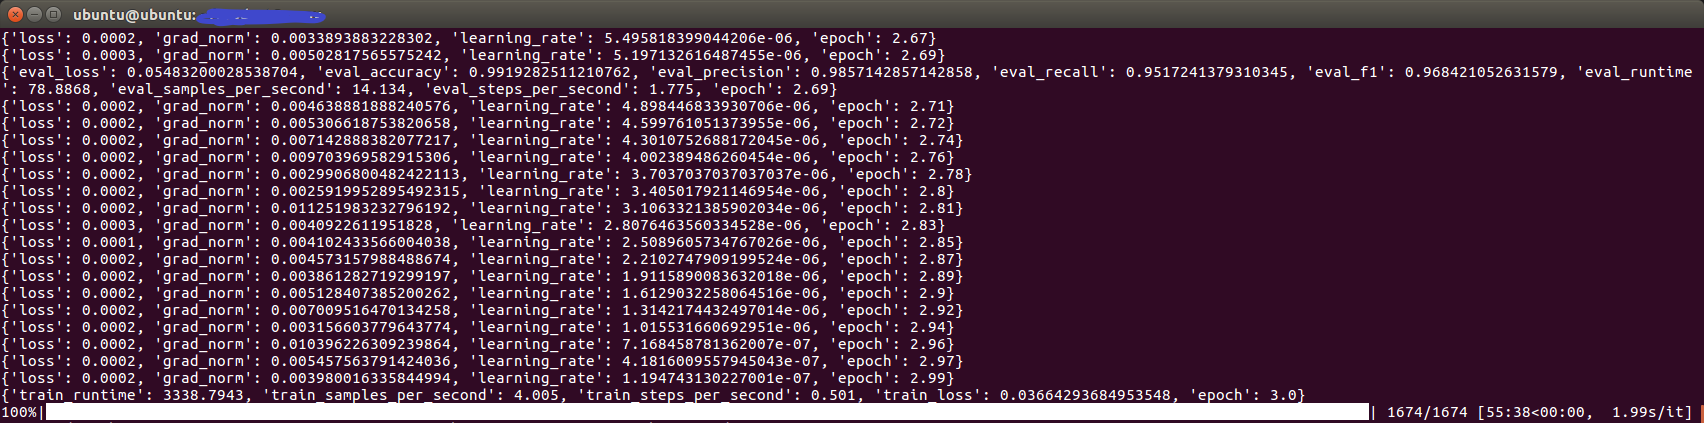 ubuntu@ubuntu:
{'loss': 0.0002, 'grad_norm': 0.0033893883228302, 'learning_rate': 5.495818399044206e-06, 'epoch': 2.67}
{'loss': 0.0003, 'grad_norm': 0.00502817565575242, 'learning_rate': 5.197132616487455e-06, 'epoch': 2.69}
{'eval_loss': 0.05483200028538704, 'eval_accuracy': 0.9919282511210762, 'eval_precision': 0.9857142857142858, 'eval_recall': 0.9517241379310345, 'eval_f1': 0.968421052631579, 'eval_runtime
': 78.8868, 'eval_samples_per_second': 14.134, 'eval_steps_per_second': 1.775, 'epoch': 2.69}
{'loss': 0.0002, 'grad_norm': 0.004638881888240576, 'learning_rate': 4.898446833930706e-06, 'epoch': 2.71}
{'loss': 0.0002, 'grad_norm': 0.005306618753820658, 'learning_rate': 4.599761051373955e-06, 'epoch': 2.72}
{'loss': 0.0002, 'grad_norm': 0.007142888382077217, 'learning_rate': 4.3010752688172045e-06, 'epoch': 2.74}
{'loss': 0.0002, 'grad_norm': 0.009703969582915306, 'learning_rate': 4.002389486260454e-06, 'epoch': 2.76}
{'loss': 0.0002, 'grad_norm': 0.0029906800482422113, 'learning_rate': 3.7037037037037037e-06, 'epoch': 2.78}
{'loss': 0.0002, 'grad_norm': 0.0025919952895492315, 'learning_rate': 3.405017921146954e-06, 'epoch': 2.8}
{'loss': 0.0002, 'grad_norm': 0.011251983232796192, 'learning_rate': 3.1063321385902034e-06, 'epoch': 2.81}
{'loss': 0.0003, 'grad_norm': 0.0040922611951828, 'learning_rate': 2.8076463560334528e-06, 'epoch': 2.83}
{'loss': 0.0001, 'grad_norm': 0.004102433566004038, 'learning_rate': 2.5089605734767026e-06, 'epoch': 2.85}
{'loss': 0.0002, 'grad_norm': 0.004573157988488674, 'learning_rate': 2.2102747909199524e-06, 'epoch': 2.87}
{'loss': 0.0002, 'grad_norm': 0.003861282719299197, 'learning_rate': 1.9115890083632018e-06, 'epoch': 2.89}
{'loss': 0.0002, 'grad_norm': 0.005128407385200262, 'learning_rate': 1.6129032258064516e-06, 'epoch': 2.9}
{'loss': 0.0002, 'grad_norm': 0.007009516470134258, 'learning_rate': 1.3142174432497014e-06, 'epoch': 2.92}
{'loss': 0.0002, 'grad_norm': 0.003156603779643774, 'learning_rate': 1.015531660692951e-06, 'epoch': 2.94}
{'loss': 0.0002, 'grad_norm': 0.010396226309239864, 'learning_rate': 7.168458781362007e-07, 'epoch': 2.96}
{'loss': 0.0002, 'grad_norm': 0.005457563791424036, 'learning_rate': 4.1816009557945043e-07, 'epoch': 2.97}
{'loss': 0.0002, 'grad_norm': 0.003980016335844994, 'learning_rate': 1.194743130227001e-07, 'epoch': 2.99}
{'train_runtime': 3338.7943, 'train_samples_per_second': 4.005, 'train_steps_per_second': 0.501, 'train_loss': 0.03664293684953548, 'epoch': 3.0}
100%| | 1674/1674 [55:38<00:00, 1.99s/it]